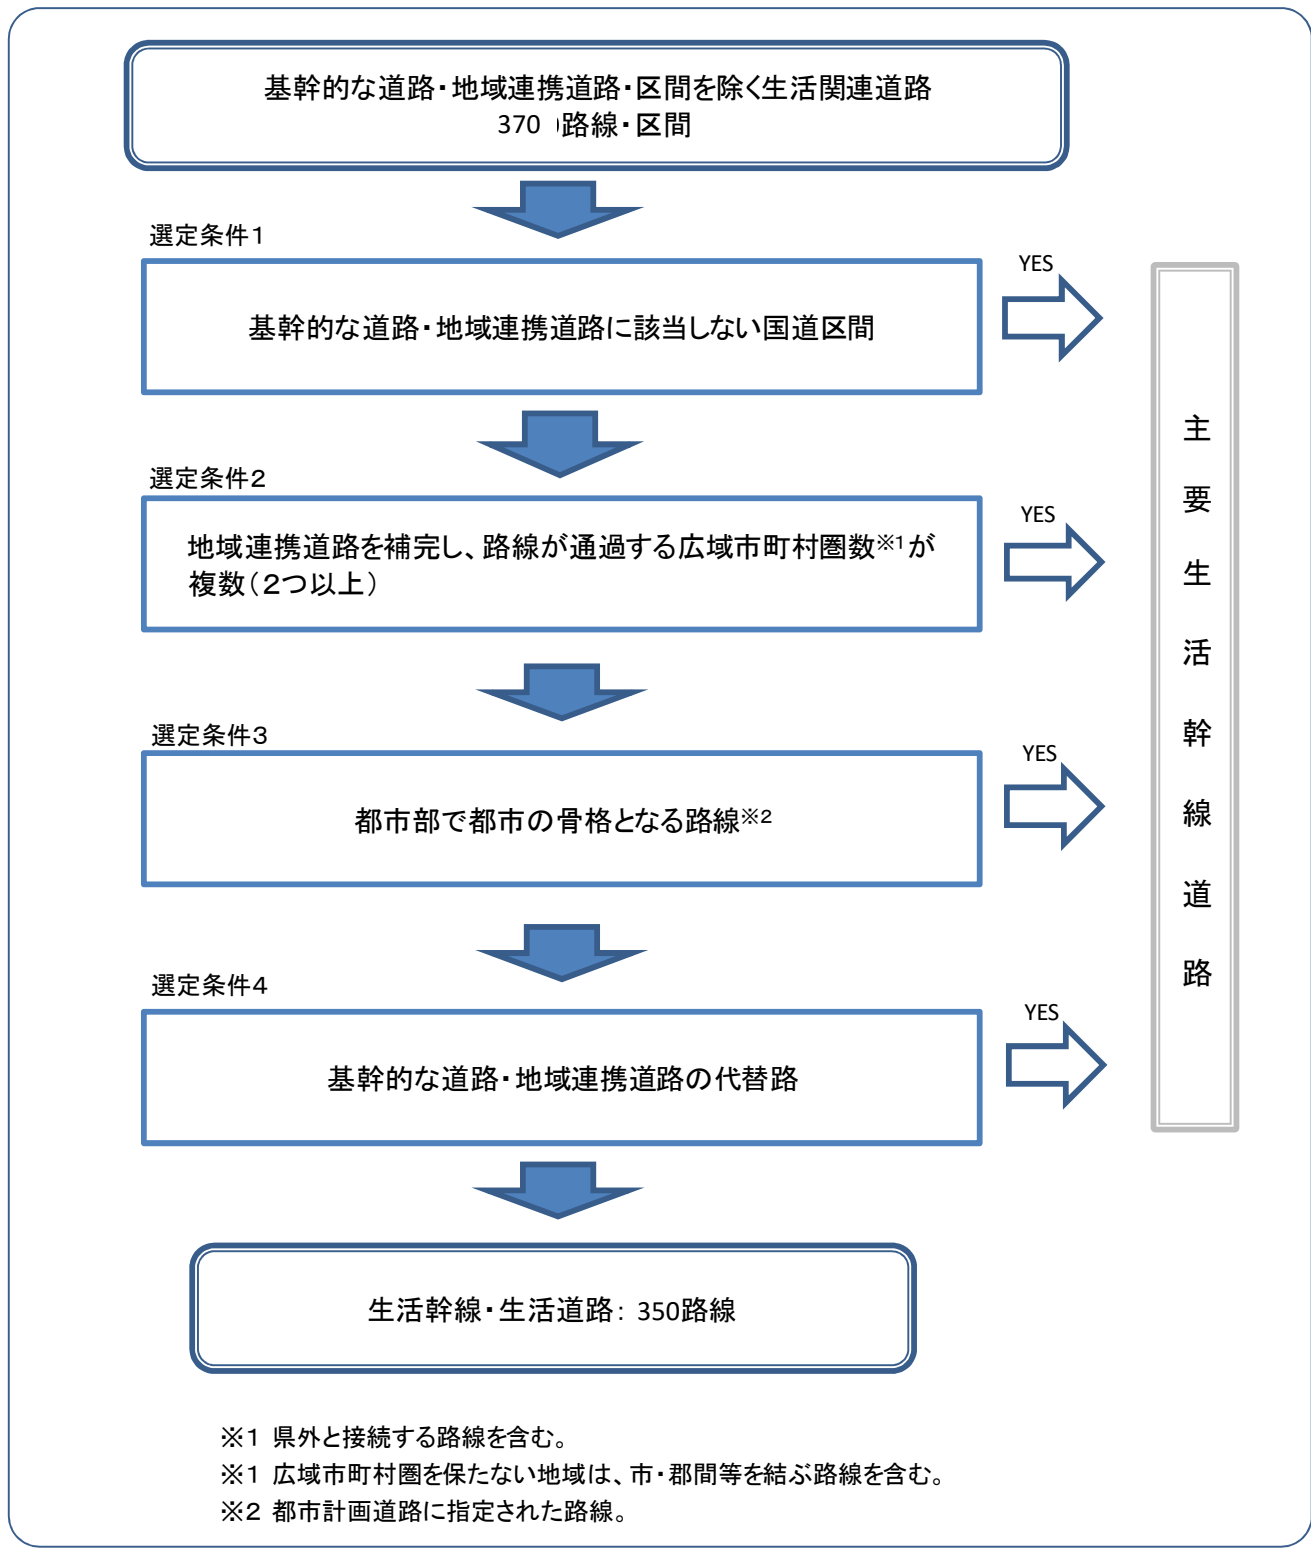 基幹的な道路・地域連携道路・区間を除く生活関連道路
370 路線・区間
選定条件1
基幹的な道路・地域連携道路に該当しない国道区間
YES
選定条件2
地域連携道路を補完し、路線が通過する広域市町村圏数※1が
複数（2つ以上）
YES
選定条件3
都市部で都市の骨格となる路線※2
YES
選定条件4
基幹的な道路・地域連携道路の代替路
YES
主要生活幹線道路
生活幹線・生活道路：350路線
※1 県外と接続する路線を含む。
※1 広域市町村圏を保たない地域は、市・郡間等を結ぶ路線を含む。
※2 都市計画道路に指定された路線。